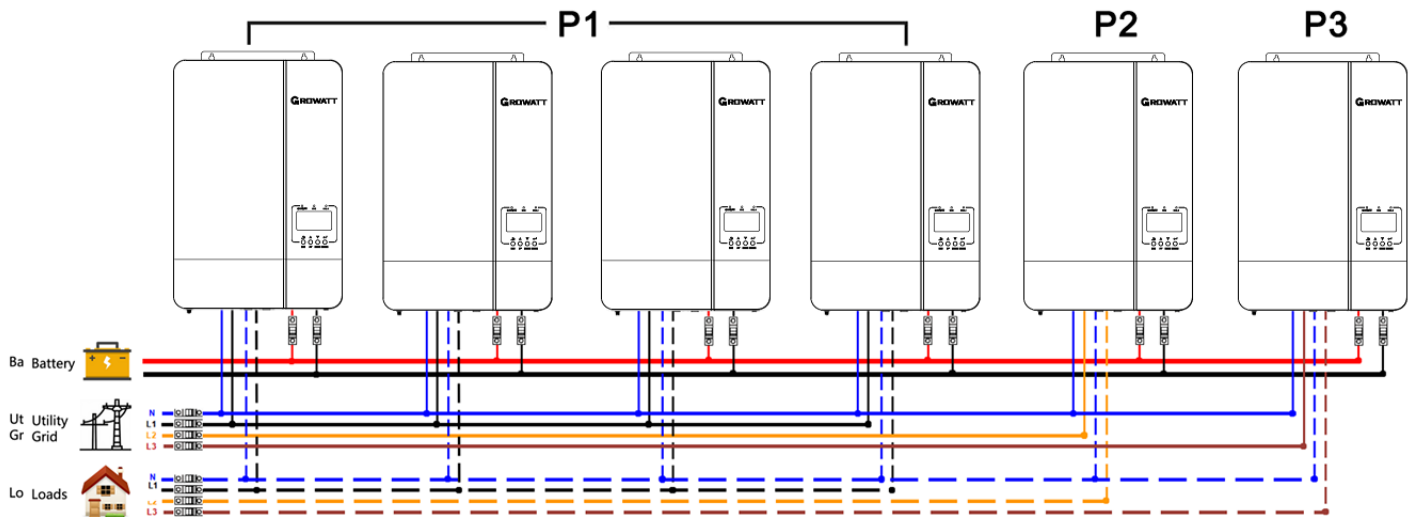 P1 P2 P3
GROWATT GROWATT GROWATT GROWATT GROWATT GROWATT
Ba Battery
+ −
N
Ut Utility L1
Gr Grid L2
L3
N
L1
Lo Loads
L3